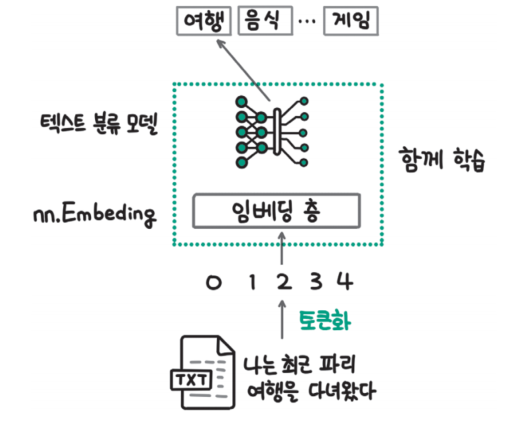 여행 음식 ... 게임
텍스트 분류 모델
함께 학습
nn.Embeding
임베딩 층
0 1 2 3 4
토큰화
TXT
나는 최근 파리
여행을 다녀왔다